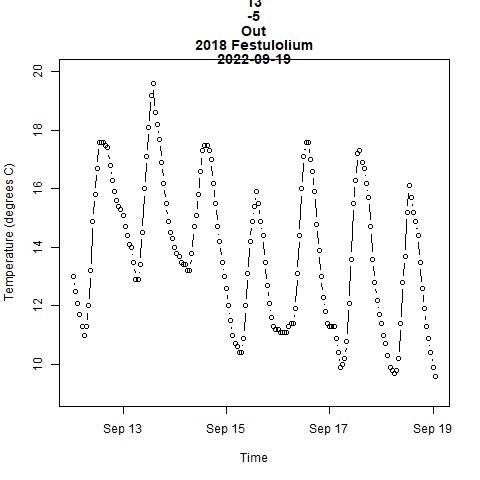 13
-5
Out
2018 Festulolium
2022-09-19
Temperature (degrees C)
20
18
16
14
12
10
Sep 13
Sep 15
Sep 17
Sep 19
Time